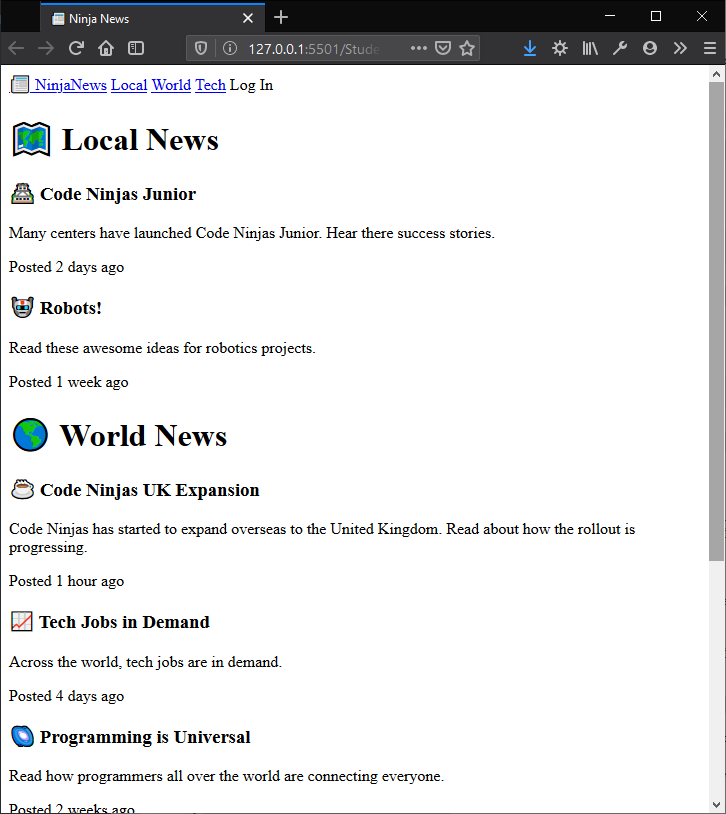 Ninja News
127.0.0.1:5501/Stude
NinjaNews Local World Tech Log In
Local News
Code Ninjas Junior
Many centers have launched Code Ninjas Junior. Hear there success stories.
Posted 2 days ago
Robots!
Read these awesome ideas for robotics projects.
Posted 1 week ago
World News
Code Ninjas UK Expansion
Code Ninjas has started to expand overseas to the United Kingdom. Read about how the rollout is
progressing.
Posted 1 hour ago
Tech Jobs in Demand
Across the world, tech jobs are in demand.
Posted 4 days ago
Programming is Universal
Read how programmers all over the world are connecting everyone.
Posted 2 weeks ago